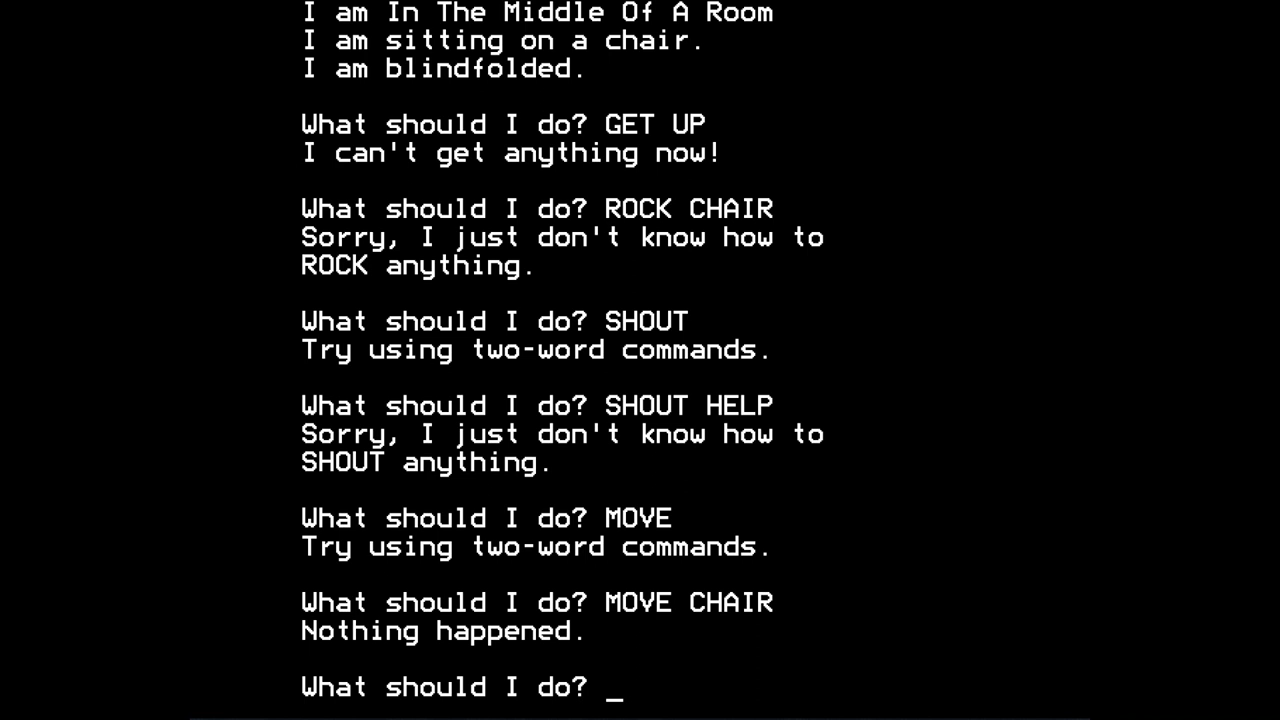 I am In The Middle Of A Room
I am sitting on a chair.
I am blindfolded.
What should I do? GET UP
I can't get anything now!
What should I do? ROCK CHAIR
Sorry, I just don't know how to
ROCK anything.
What should I do? SHOUT
Try using two-word commands.
What should I do? SHOUT HELP
Sorry, I just don't know how to
SHOUT anything.
What should I do? MOVE
Try using two-word commands.
What should I do? MOVE CHAIR
Nothing happened.
What should I do? _